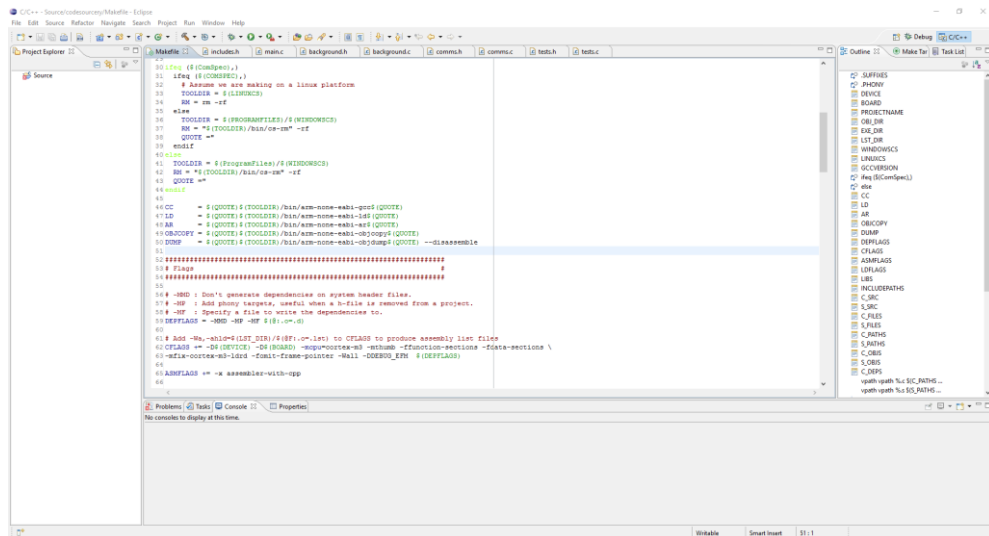 C/C++ - Source/codesourcery/Makefile - Eclipse
File Edit Source Refactor Navigate Search Project Run Window Help
Debug C/C++
Project Explorer
Makefile includes.h main.c background.h background.c comms.h comms.c tests.h tests.c
Outline Make Tar Task List
Source
30 ifeq ($(ComSpec),)
31 ifeq ($(COMSPEC),)
32 # Assume we are making on a linux platform
33 TOOLDIR = $(LINUXCS)
34 RM = rm -rf
35 else
36 TOOLDIR = $(PROGRAMFILES)/$(WINDOWSCS)
37 RM = "$(TOOLDIR)/bin/cs-rm" -rf
38 QUOTE ="
39 endif
40 else
41 TOOLDIR = $(ProgramFiles)/$(WINDOWSCS)
42 RM = "$(TOOLDIR)/bin/cs-rm" -rf
43 QUOTE ="
44 endif
45
46 CC = $(QUOTE)$(TOOLDIR)/bin/arm-none-eabi-gcc$(QUOTE)
47 LD = $(QUOTE)$(TOOLDIR)/bin/arm-none-eabi-ld$(QUOTE)
48 AR = $(QUOTE)$(TOOLDIR)/bin/arm-none-eabi-ar$(QUOTE)
49 OBJCOPY = $(QUOTE)$(TOOLDIR)/bin/arm-none-eabi-objcopy$(QUOTE)
50 DUMP = $(QUOTE)$(TOOLDIR)/bin/arm-none-eabi-objdump$(QUOTE) --disassemble
51
52 ####################################################################
53 # Flags #
54 ####################################################################
55
56 # -MMD : Don't generate dependencies on system header files.
57 # -MP : Add phony targets, useful when a h-file is removed from a project.
58 # -MF : Specify a file to write the dependencies to.
59 DEPFLAGS = -MMD -MP -MF $(@:.o=.d)
60
61 # Add -Wa,-ahld=$(LST_DIR)/$(@F:.o=.lst) to CFLAGS to produce assembly list files
62 CFLAGS += -D$(DEVICE) -D$(BOARD) -mcpu=cortex-m3 -mthumb -ffunction-sections -fdata-sections \
63 -mfix-cortex-m3-ldrd -fomit-frame-pointer -Wall -DDEBUG_EFM $(DEPFLAGS)
64
65 ASMFLAGS += -x assembler-with-cpp
66
.SUFFIXES
.PHONY
DEVICE
BOARD
PROJECTNAME
OBJ_DIR
EXE_DIR
LST_DIR
WINDOWSCS
LINUXCS
GCCVERSION
ifeq ($(ComSpec),)
else
CC
LD
AR
OBJCOPY
DUMP
DEPFLAGS
CFLAGS
ASMFLAGS
LDFLAGS
LIBS
INCLUDEPATHS
C_SRC
S_SRC
C_FILES
S_FILES
C_PATHS
S_PATHS
C_OBJS
S_OBJS
C_DEPS
vpath vpath %.c $(C_PATHS ...
vpath vpath %.s $(S_PATHS ...
Problems Tasks Console Properties
No consoles to display at this time.
Writable Smart Insert 51 : 1